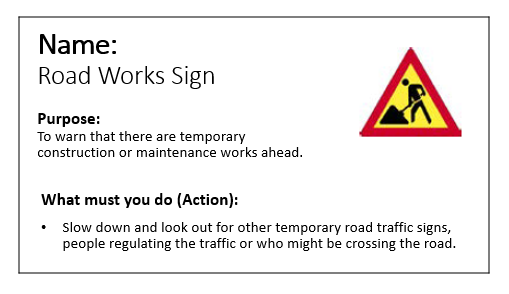 Name:
Road Works Sign
Purpose:
To warn that there are temporary
construction or maintenance works ahead.
What must you do (Action):
• Slow down and look out for other temporary road traffic signs,
people regulating the traffic or who might be crossing the road.